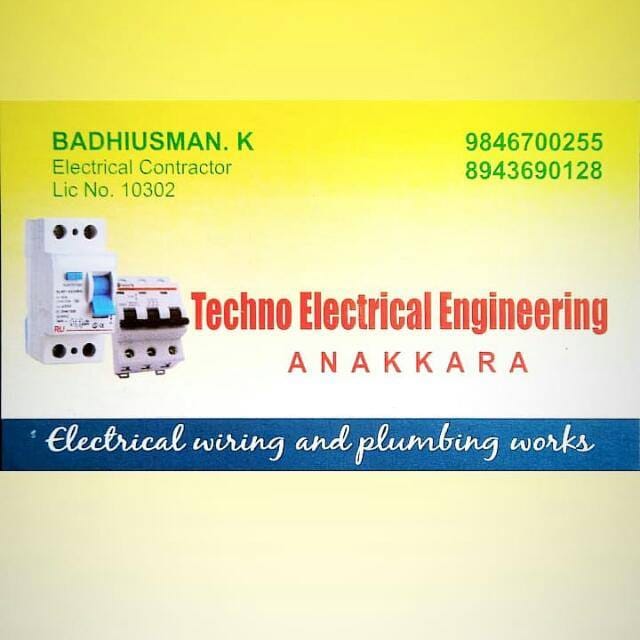 BADHIUSMAN. K
Electrical Contractor
Lic No. 10302
9846700255
8943690128
Techno Electrical Engineering
ANAKKARA
Electrical wiring and plumbing works